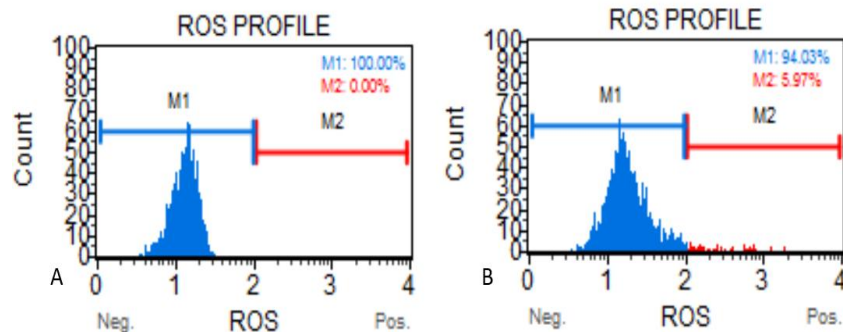 ROS PROFILE
M1: 100.00%
M2: 0.00%
M1
M2
Count
100
90
80
70
60
50
40
30
20
10
0
0 1 2 3 4
A
Neg. ROS Pos.
ROS PROFILE
M1: 94.03%
M2: 5.97%
M1
M2
Count
100
90
80
70
60
50
40
30
20
10
0
0 1 2 3 4
B
Neg. ROS Pos.